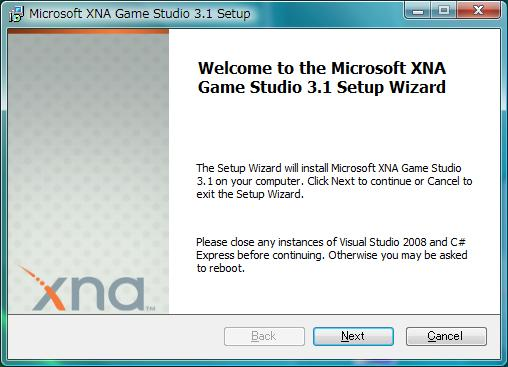 Microsoft XNA Game Studio 3.1 Setup
Welcome to the Microsoft XNA
Game Studio 3.1 Setup Wizard
The Setup Wizard will install Microsoft XNA Game Studio
3.1 on your computer. Click Next to continue or Cancel to
exit the Setup Wizard.
Please close any instances of Visual Studio 2008 and C#
Express before continuing. Otherwise you may be asked
to reboot.
xna™
Back Next Cancel